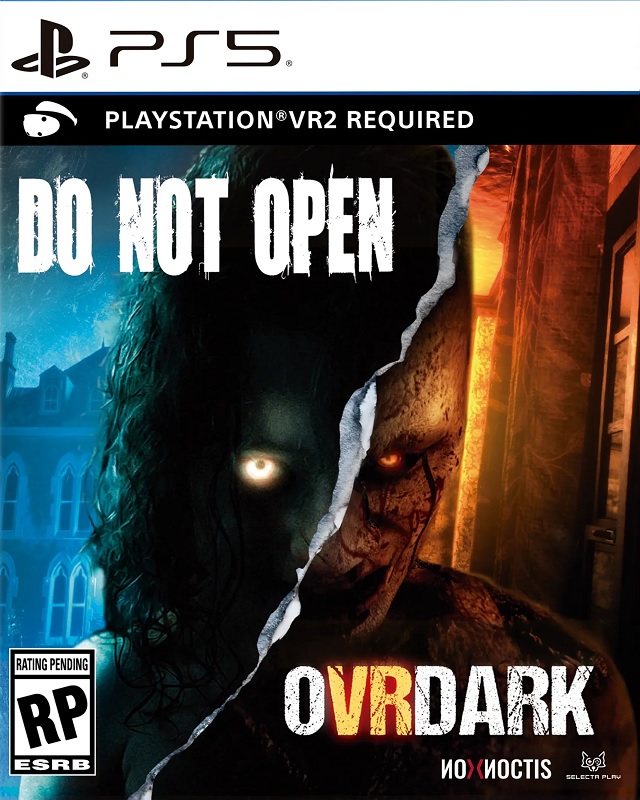 PS5®
PLAYSTATION®VR2 REQUIRED
DO NOT OPEN
OVRDARK
RATING PENDING
RP
ESRB
NOXNOCTIS
SELECTA PLAY